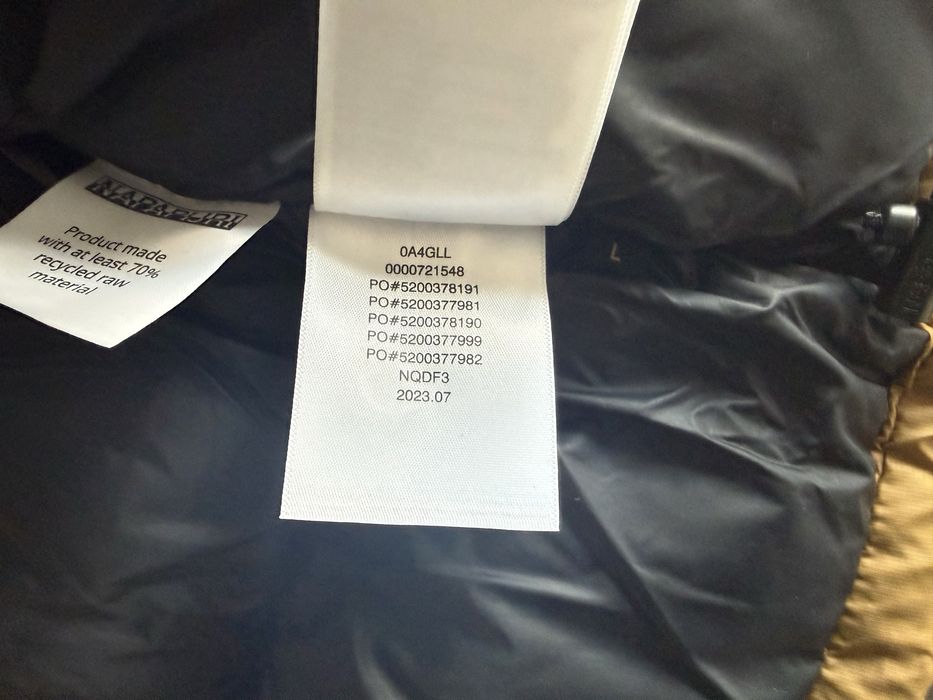 NAPAPIJRI
Product made
with at least 70%
recycled raw
material
0A4GLL
0000721548
PO#5200378191
PO#5200377981
PO#5200378190
PO#5200377999
PO#5200377982
NQDF3
2023.07
L